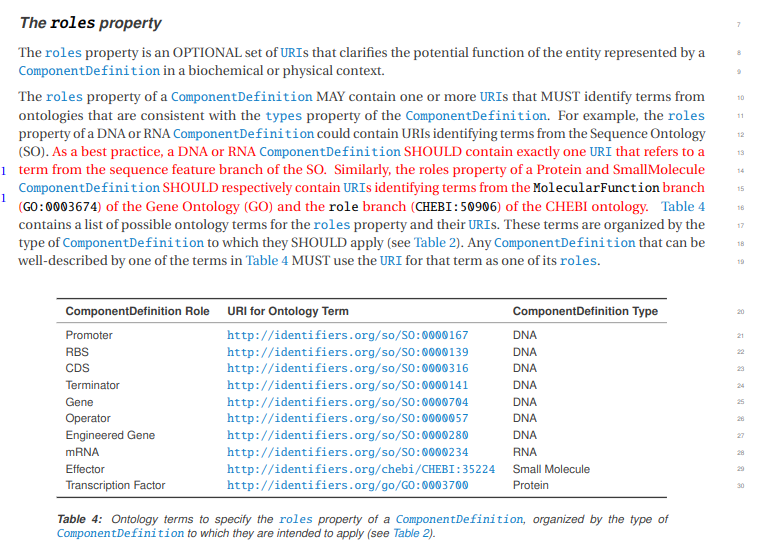 The roles property
7
The roles property is an OPTIONAL set of URIs that clarifies the potential function of the entity represented by a
8
ComponentDefinition in a biochemical or physical context.
9
The roles property of a ComponentDefinition MAY contain one or more URIs that MUST identify terms from
10
ontologies that are consistent with the types property of the ComponentDefinition. For example, the roles
11
property of a DNA or RNA ComponentDefinition could contain URIs identifying terms from the Sequence Ontology
12
(SO). As a best practice, a DNA or RNA ComponentDefinition SHOULD contain exactly one URI that refers to a
13
1 term from the sequence feature branch of the SO. Similarly, the roles property of a Protein and SmallMolecule
14
ComponentDefinition SHOULD respectively contain URIs identifying terms from the MolecularFunction branch
15
1 (GO:0003674) of the Gene Ontology (GO) and the role branch (CHEBI:50906) of the CHEBI ontology. Table 4
16
contains a list of possible ontology terms for the roles property and their URIs. These terms are organized by the
17
type of ComponentDefinition to which they SHOULD apply (see Table 2). Any ComponentDefinition that can be
18
well-described by one of the terms in Table 4 MUST use the URI for that term as one of its roles.
19
ComponentDefinition Role URI for Ontology Term ComponentDefinition Type
20
Promoter http://identifiers.org/so/SO:0000167 DNA
21
RBS http://identifiers.org/so/SO:0000139 DNA
22
CDS http://identifiers.org/so/SO:0000316 DNA
23
Terminator http://identifiers.org/so/SO:0000141 DNA
24
Gene http://identifiers.org/so/SO:0000704 DNA
25
Operator http://identifiers.org/so/SO:0000057 DNA
26
Engineered Gene http://identifiers.org/so/SO:0000280 DNA
27
mRNA http://identifiers.org/so/SO:0000234 RNA
28
Effector http://identifiers.org/chebi/CHEBI:35224 Small Molecule
29
Transcription Factor http://identifiers.org/go/GO:0003700 Protein
30
Table 4: Ontology terms to specify the roles property of a ComponentDefinition, organized by the type of
ComponentDefinition to which they are intended to apply (see Table 2).